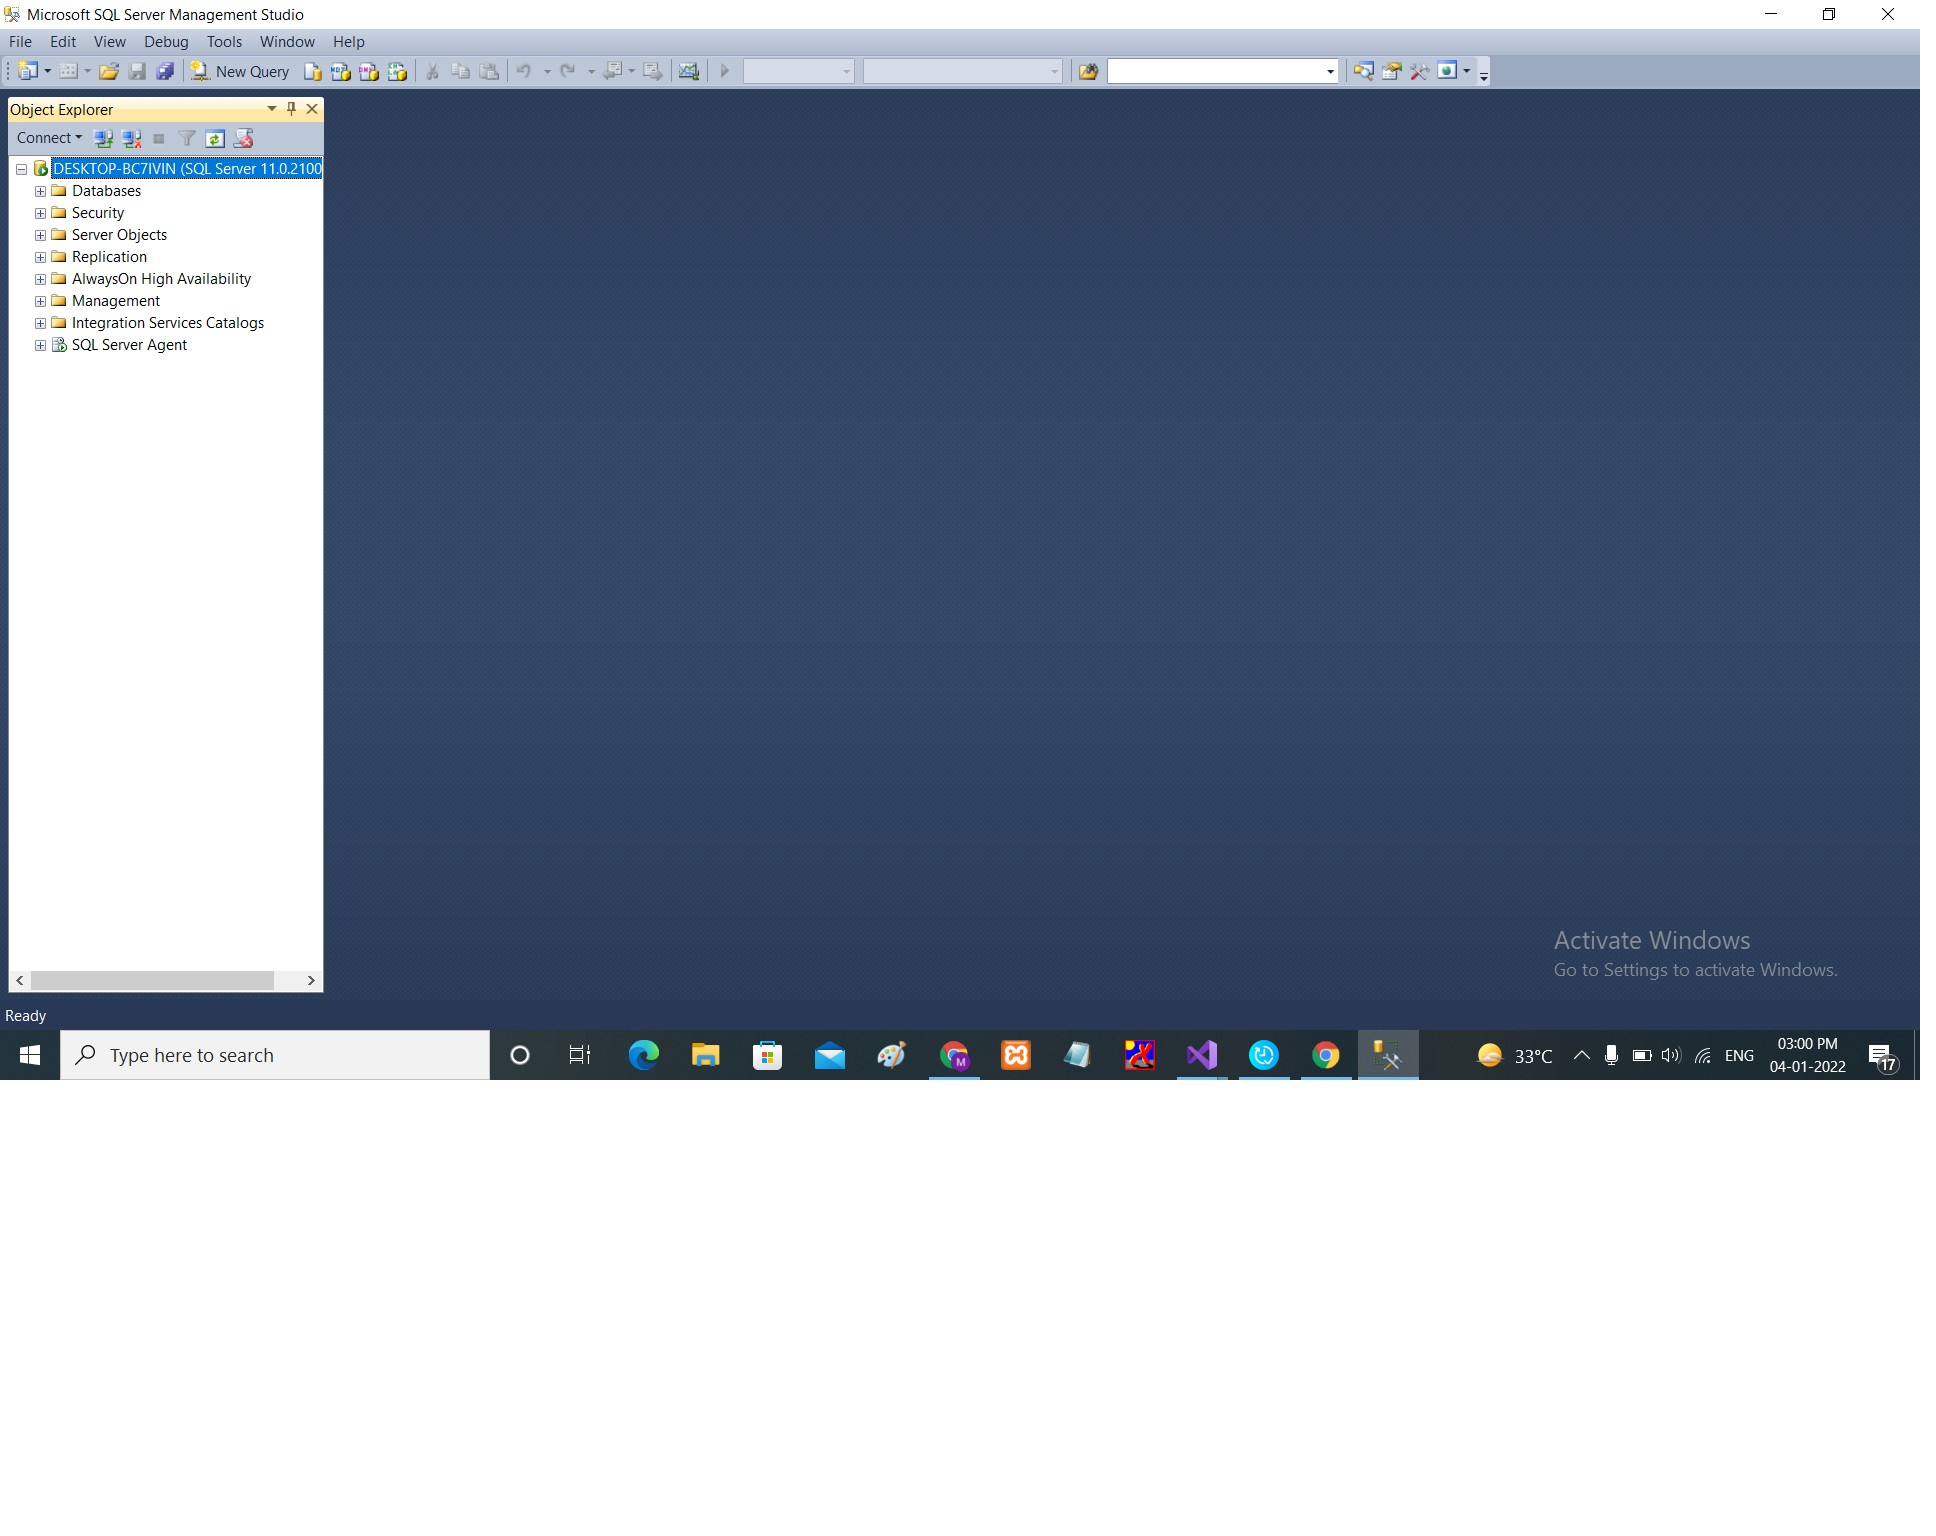 Microsoft SQL Server Management Studio
File Edit View Debug Tools Window Help
New Query
Object Explorer
Connect
DESKTOP-BC7IVIN (SQL Server 11.0.2100
Databases
Security
Server Objects
Replication
AlwaysOn High Availability
Management
Integration Services Catalogs
SQL Server Agent
Activate Windows
Go to Settings to activate Windows.
Ready
Type here to search
M
33°C
ENG
03:00 PM
04-01-2022
17